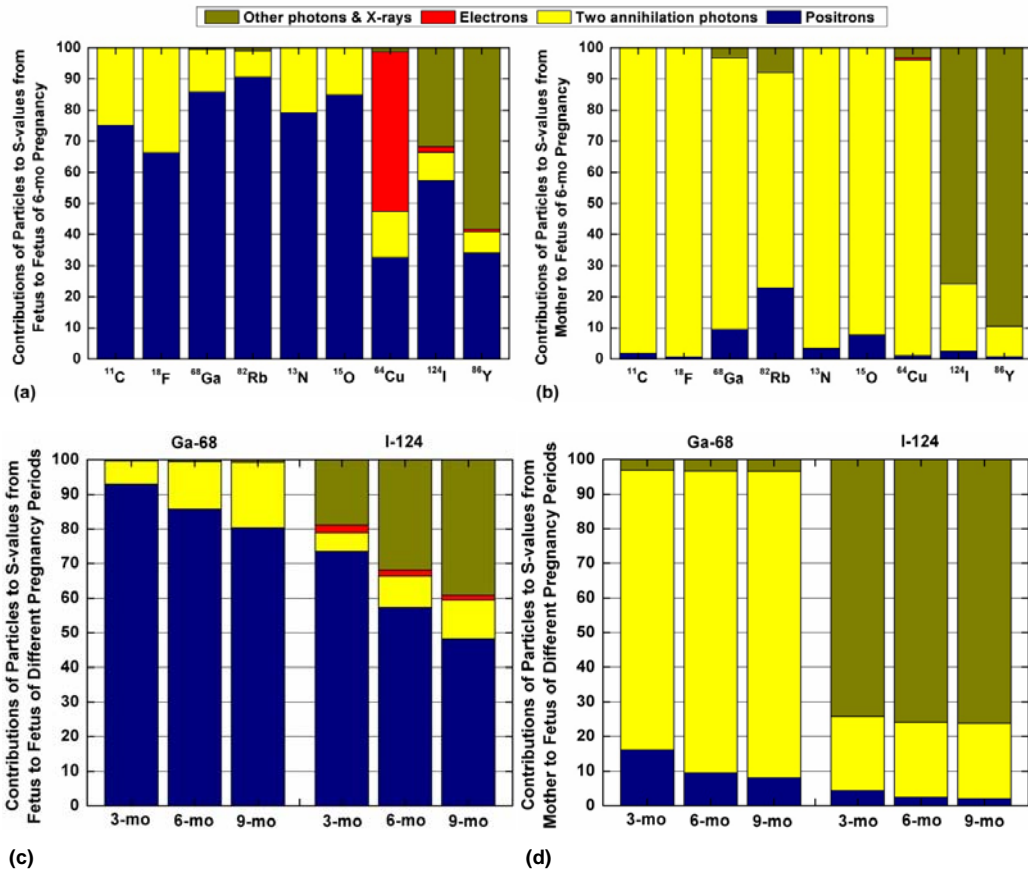 Other photons & X-rays Electrons Two annihilation photons Positrons
Contributions of Particles to S-values from
Fetus to Fetus of 6-mo Pregnancy
100
90
80
70
60
50
40
30
20
10
0
¹¹C ¹⁸F ⁶⁸Ga ⁸²Rb ¹³N ¹⁵O ⁶⁴Cu ¹²⁴I ⁸⁶Y
(a)
Contributions of Particles to S-values from
Mother to Fetus of 6-mo Pregnancy
100
90
80
70
60
50
40
30
20
10
0
¹¹C ¹⁸F ⁶⁸Ga ⁸²Rb ¹³N ¹⁵O ⁶⁴Cu ¹²⁴I ⁸⁶Y
(b)
Ga-68 I-124
Contributions of Particles to S-values from
Fetus to Fetus of Different Pregnancy Periods
100
90
80
70
60
50
40
30
20
10
0
3-mo 6-mo 9-mo 3-mo 6-mo 9-mo
(c)
Ga-68 I-124
Contributions of Particles to S-values from
Mother to Fetus of Different Pregnancy Periods
100
90
80
70
60
50
40
30
20
10
0
3-mo 6-mo 9-mo 3-mo 6-mo 9-mo
(d)